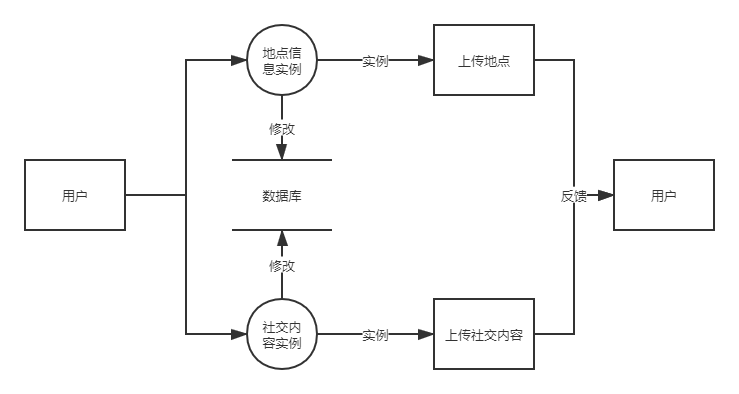 地点信
息实例
实例
上传地点
修改
用户
数据库
反馈
用户
修改
社交内
容实例
实例
上传社交内容